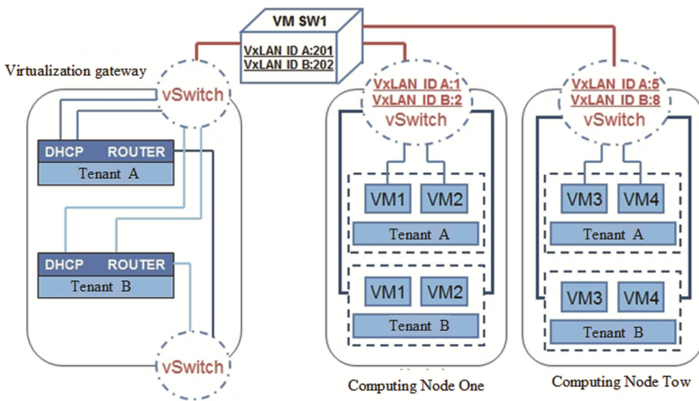 VM SW1
VxLAN ID A:201
VxLAN ID B:202
Virtualization gateway
vSwitch
DHCP ROUTER
Tenant A
DHCP ROUTER
Tenant B
vSwitch
VxLAN ID A:1
VxLAN ID B:2
vSwitch
VM1 VM2
Tenant A
VM1 VM2
Tenant B
Computing Node One
VxLAN ID A:5
VxLAN ID B:8
vSwitch
VM3 VM4
Tenant A
VM3 VM4
Tenant B
Computing Node Tow